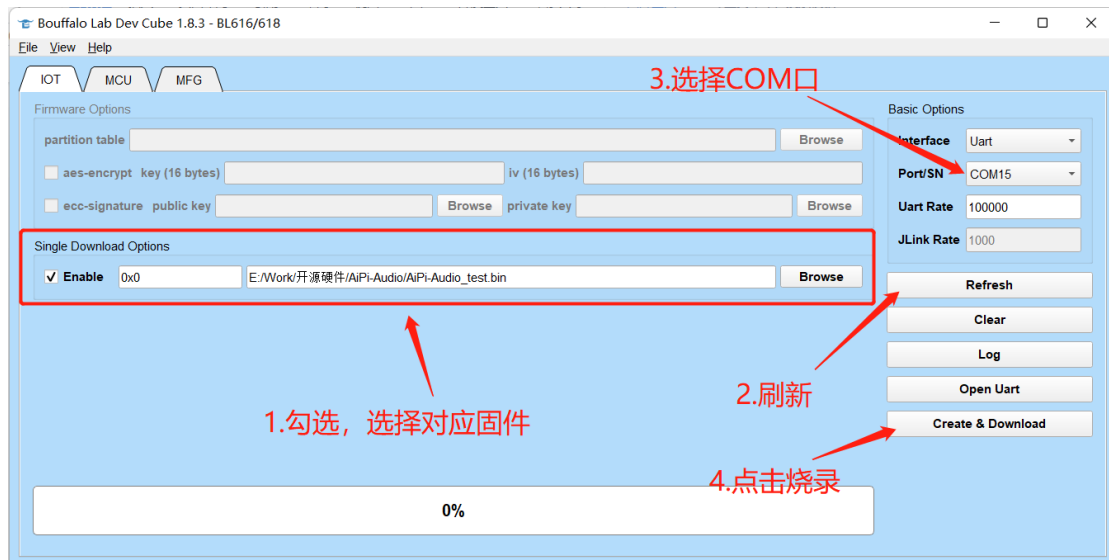 Bouffalo Lab Dev Cube 1.8.3 - BL616/618
File View Help
IOT MCU MFG
3.选择COM口
Firmware Options
partition table Browse
aes-encrypt key (16 bytes) iv (16 bytes)
ecc-signature public key Browse private key Browse
Single Download Options
Enable 0x0 E:/Work/开源硬件/AiPi-Audio/AiPi-Audio_test.bin Browse
1.勾选，选择对应固件
0%
Basic Options
Interface Uart
Port/SN COM15
Uart Rate 100000
JLink Rate 1000
Refresh
Clear
Log
2.刷新
Open Uart
Create & Download
4.点击烧录